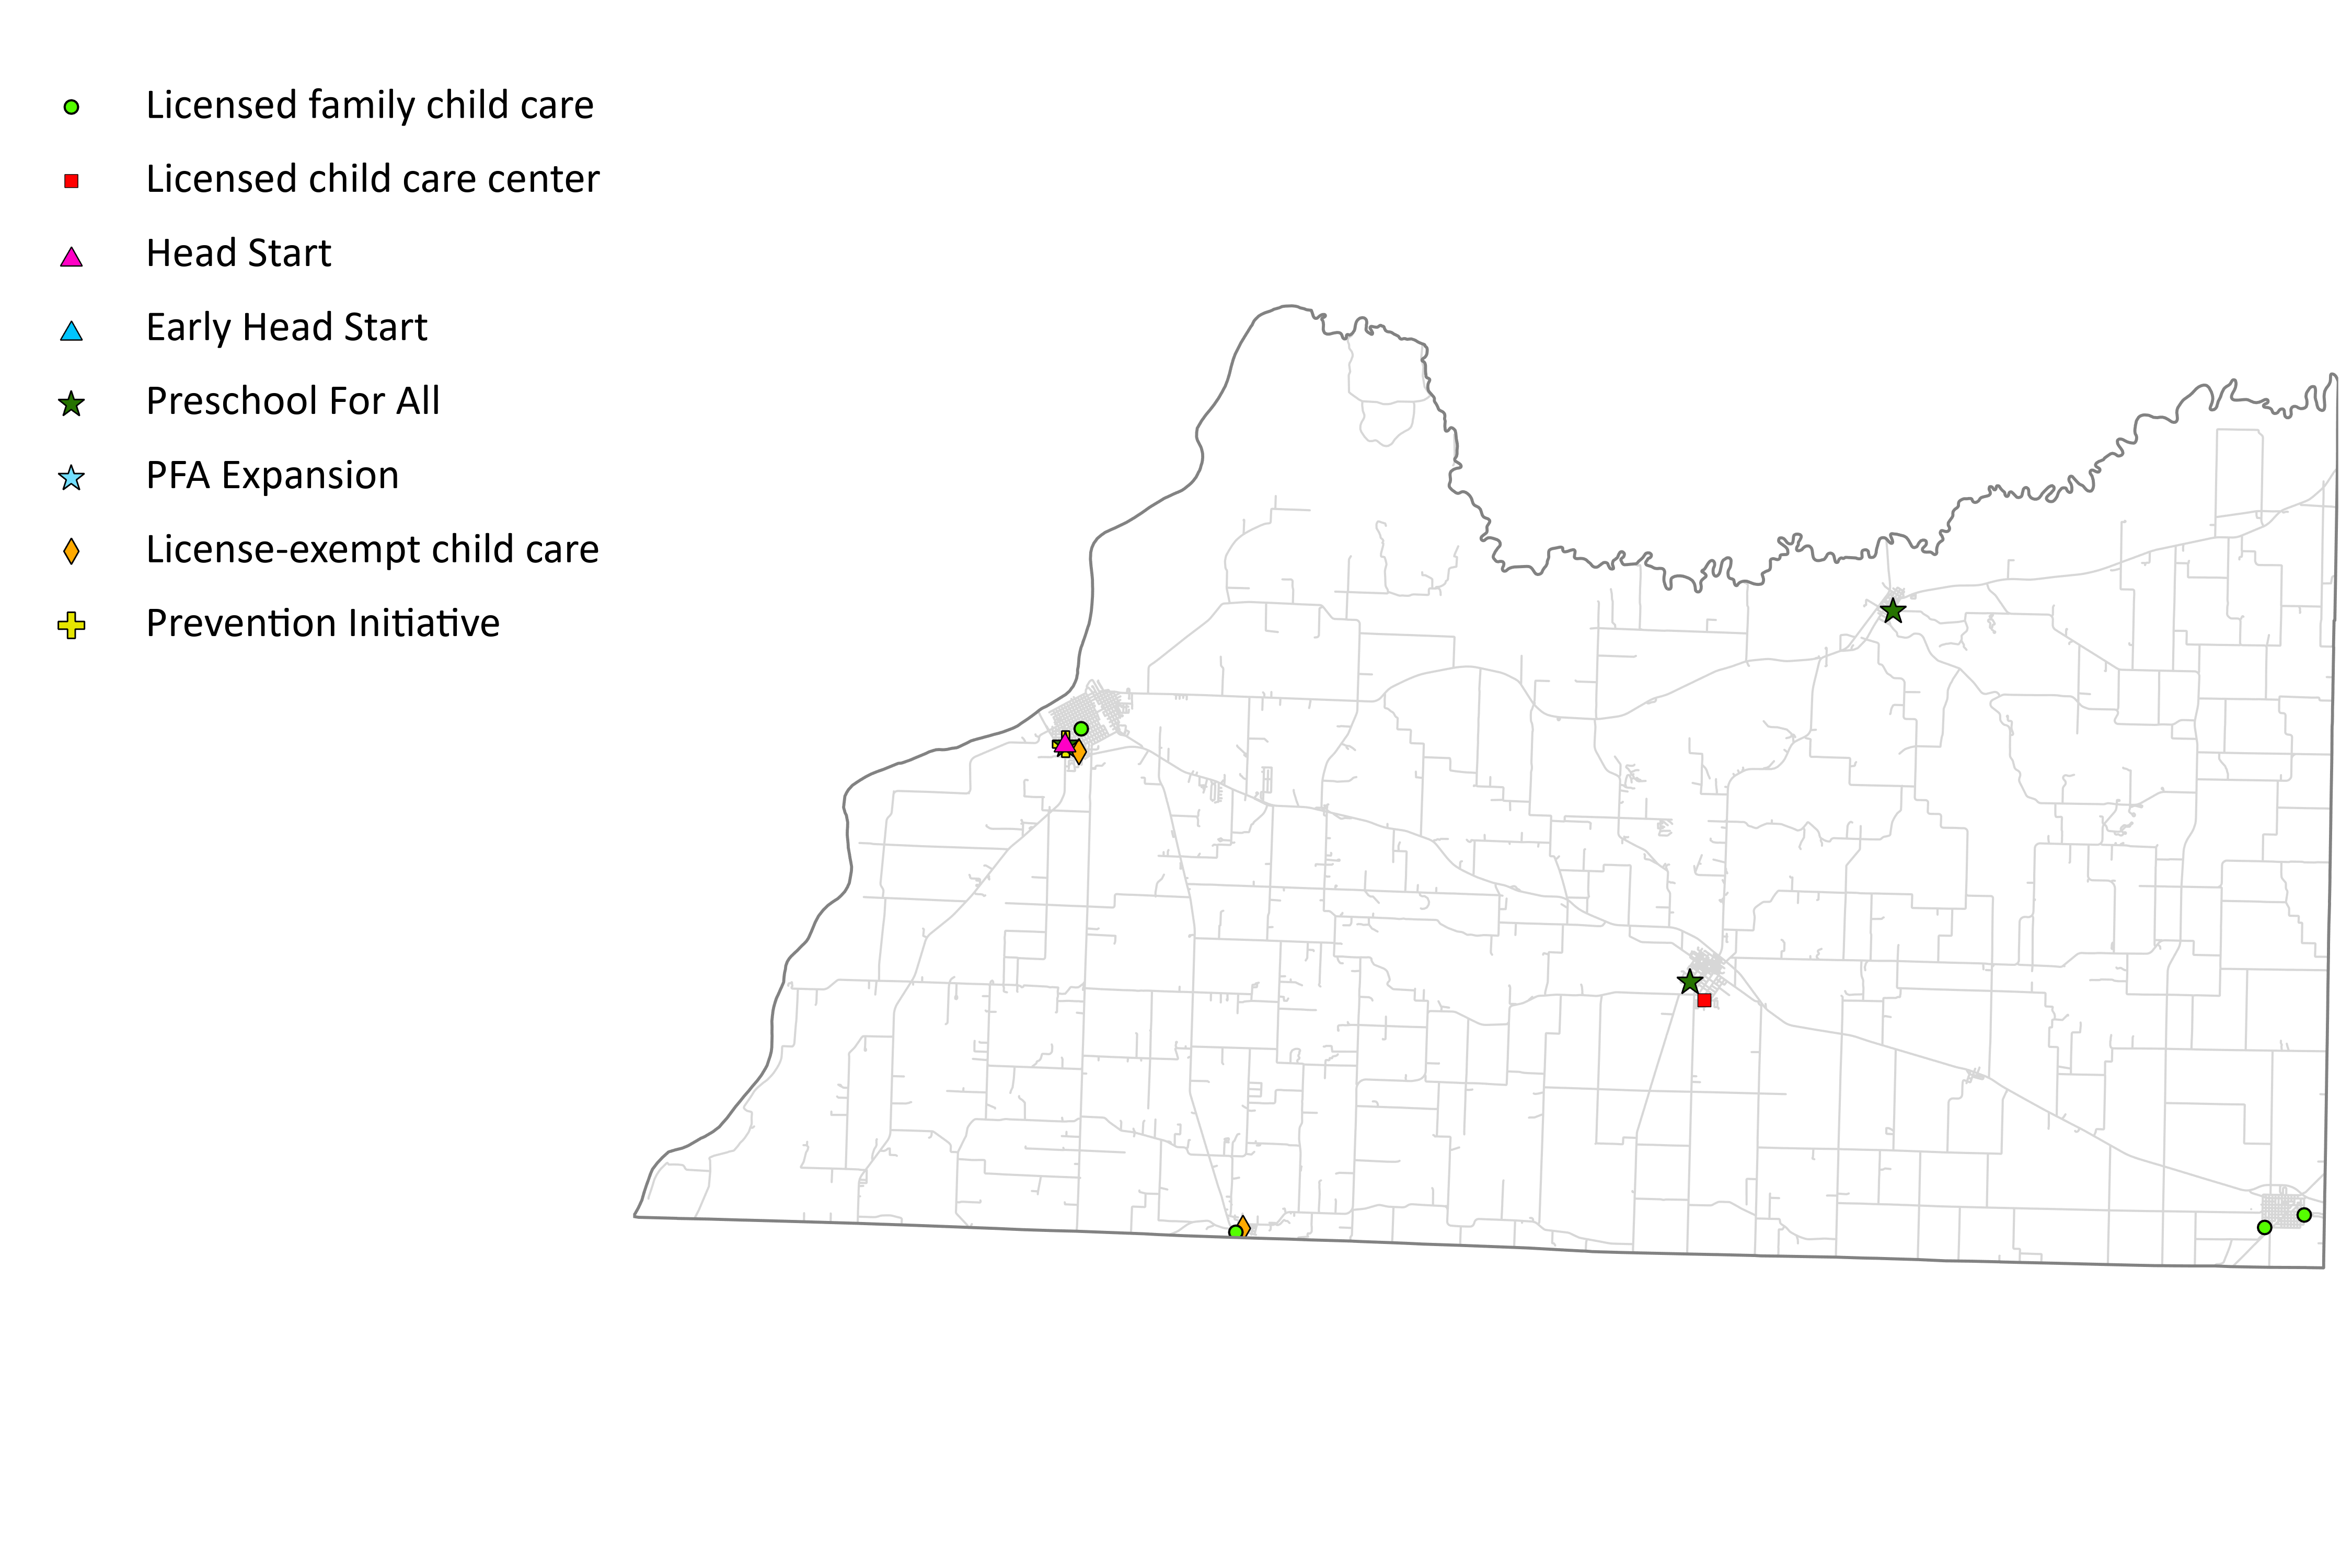 Licensed family child care
Licensed child care center
Head Start
Early Head Start
Preschool For All
PFA Expansion
License-exempt child care
Prevention Initiative